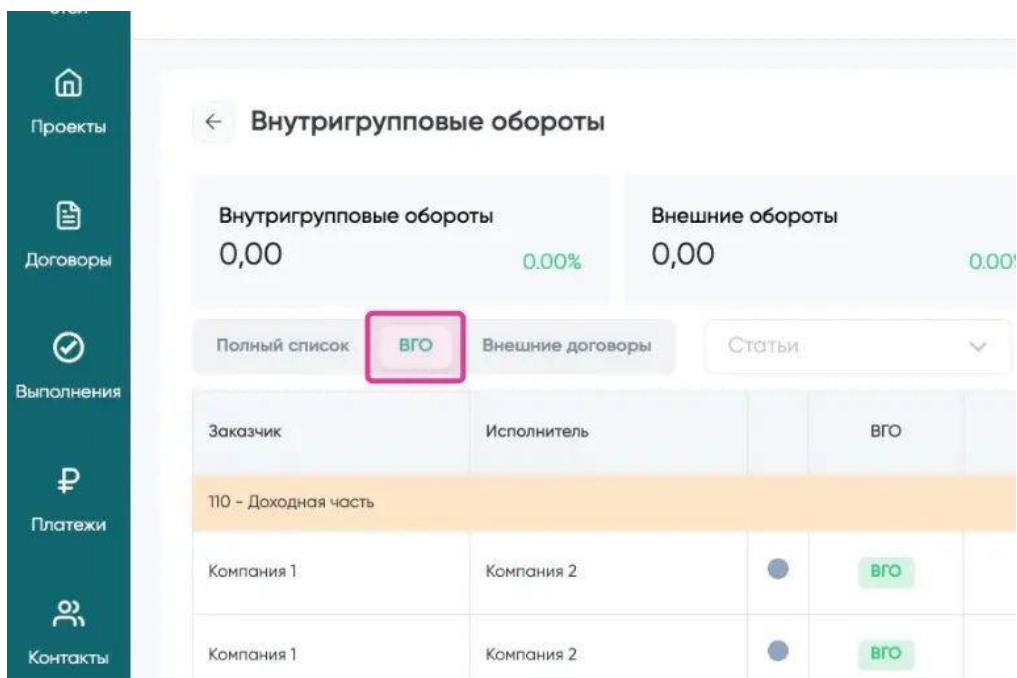 Проекты
Договоры
Выполнения
₽
Платежи
Контакты
← Внутригрупповые обороты
Внутригрупповые обороты
0,00 0.00%
Внешние обороты
0,00
Полный список ВГО Внешние договоры Статьи
Заказчик Исполнитель ВГО
110 - Доходная часть
Компания 1 Компания 2 ВГО
Компания 1 Компания 2 ВГО